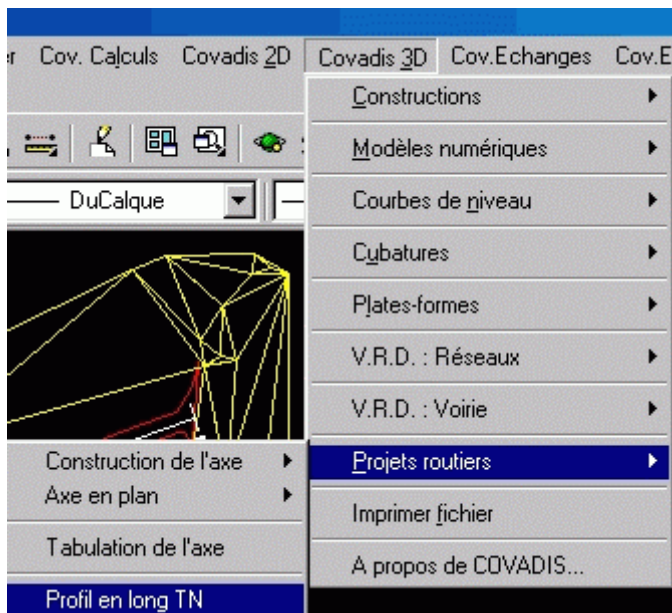 Cov. Calculs Covadis 2D Covadis 3D Cov.Echanges Cov.E
Constructions
Modèles numériques
DuCalque
Courbes de niveau
Cubatures
Plates-formes
V.R.D. : Réseaux
V.R.D. : Voirie
Projets routiers
Imprimer fichier
A propos de COVADIS...
Construction de l'axe
Axe en plan
Tabulation de l'axe
Profil en long TN